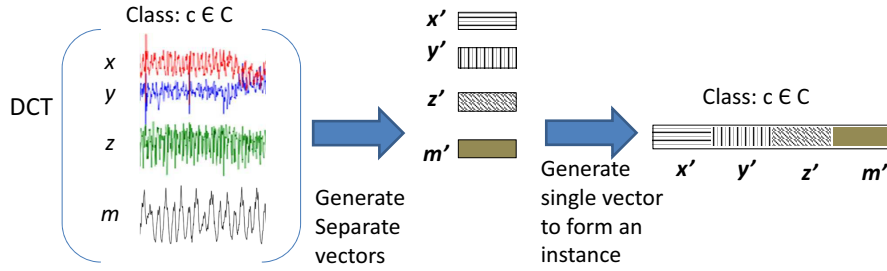 Class: c Є C
DCT
x
y
z
m
Generate
Separate
vectors
x’
y’
z’
m’
Generate
single vector
to form an
instance
Class: c Є C
x’ y’ z’ m’